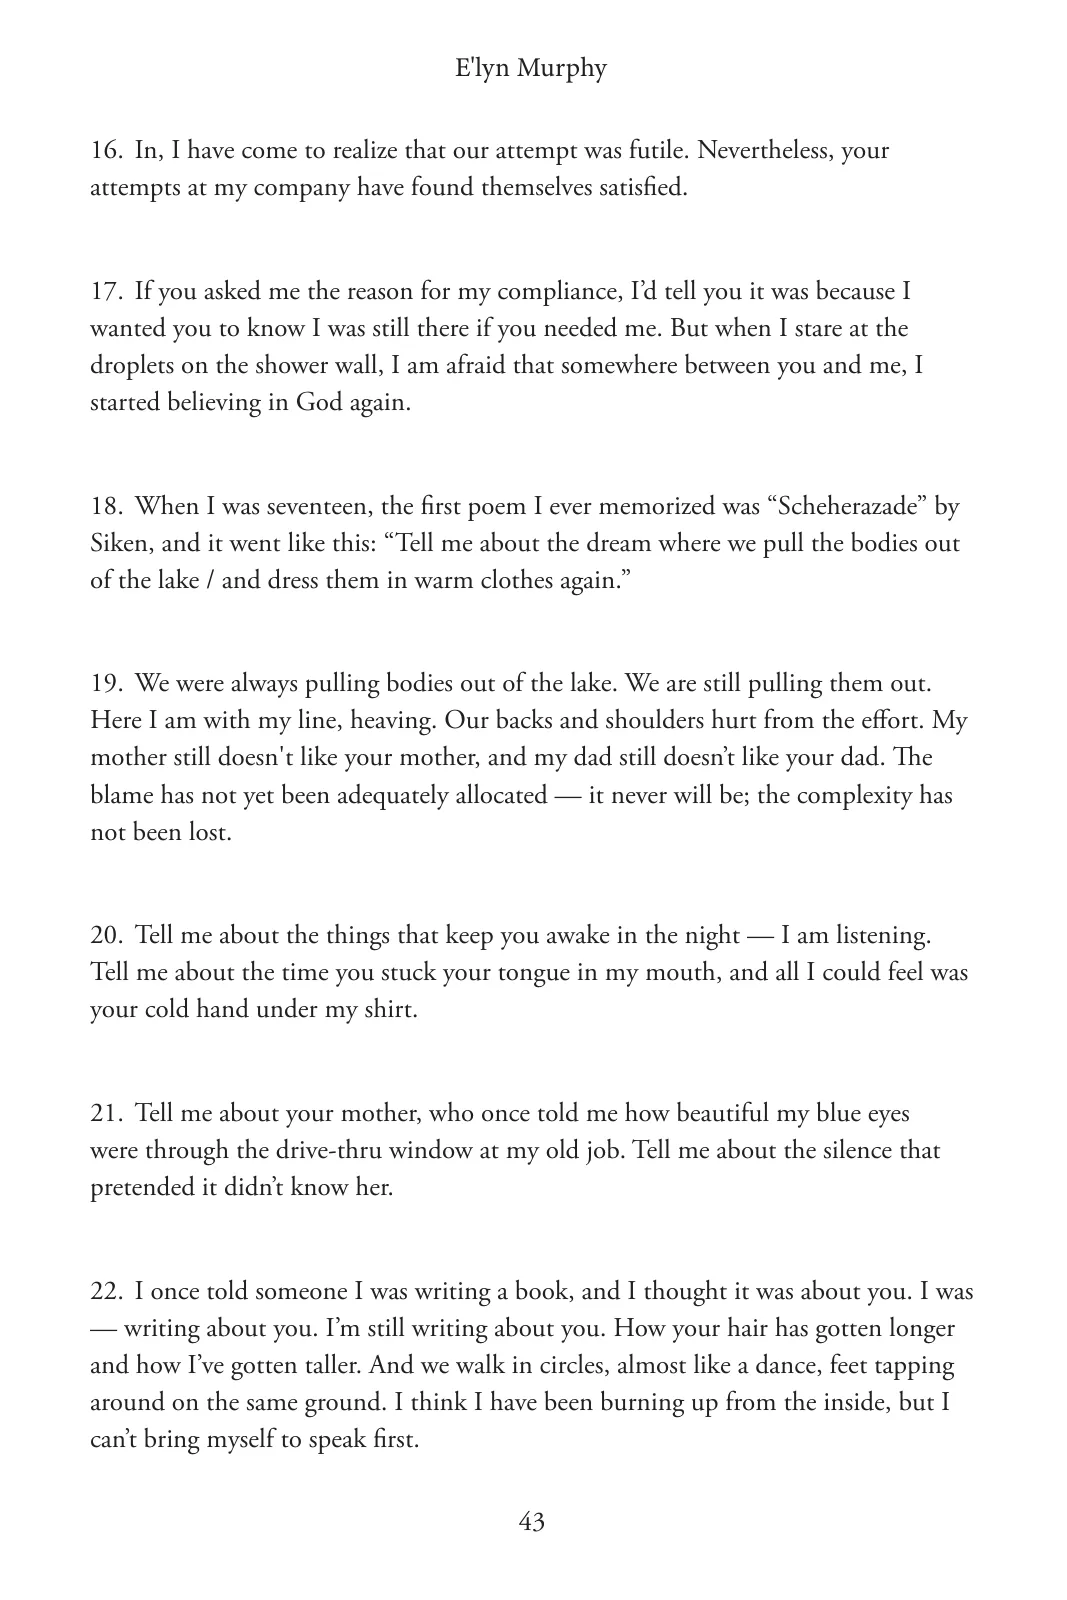 E'lyn Murphy
16. In, I have come to realize that our attempt was futile. Nevertheless, your
attempts at my company have found themselves satisfied.
17. If you asked me the reason for my compliance, I’d tell you it was because I
wanted you to know I was still there if you needed me. But when I stare at the
droplets on the shower wall, I am afraid that somewhere between you and me, I
started believing in God again.
18. When I was seventeen, the first poem I ever memorized was “Scheherazade” by
Siken, and it went like this: “Tell me about the dream where we pull the bodies out
of the lake / and dress them in warm clothes again.”
19. We were always pulling bodies out of the lake. We are still pulling them out.
Here I am with my line, heaving. Our backs and shoulders hurt from the effort. My
mother still doesn't like your mother, and my dad still doesn’t like your dad. The
blame has not yet been adequately allocated — it never will be; the complexity has
not been lost.
20. Tell me about the things that keep you awake in the night — I am listening.
Tell me about the time you stuck your tongue in my mouth, and all I could feel was
your cold hand under my shirt.
21. Tell me about your mother, who once told me how beautiful my blue eyes
were through the drive-thru window at my old job. Tell me about the silence that
pretended it didn’t know her.
22. I once told someone I was writing a book, and I thought it was about you. I was
— writing about you. I’m still writing about you. How your hair has gotten longer
and how I’ve gotten taller. And we walk in circles, almost like a dance, feet tapping
around on the same ground. I think I have been burning up from the inside, but I
can’t bring myself to speak first.
43